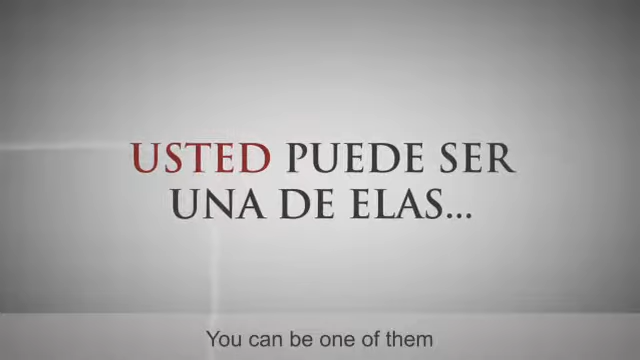 USTED PUEDE SER
UNA DE ELAS...
You can be one of them